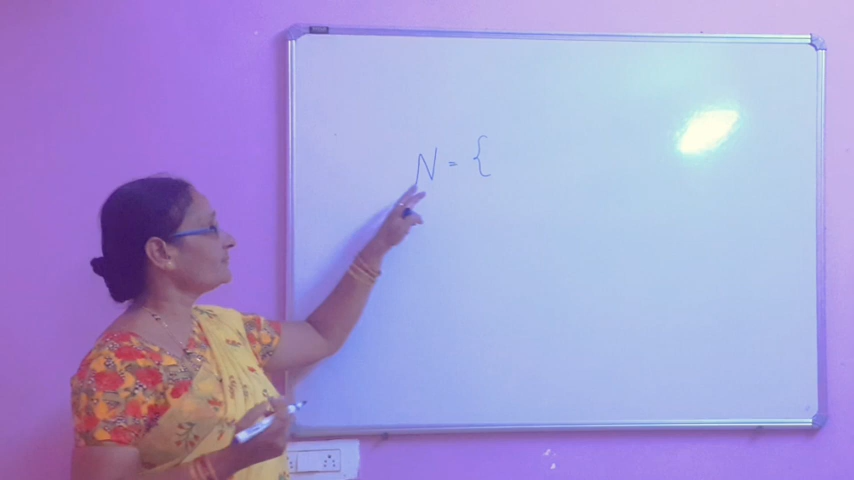 N = {